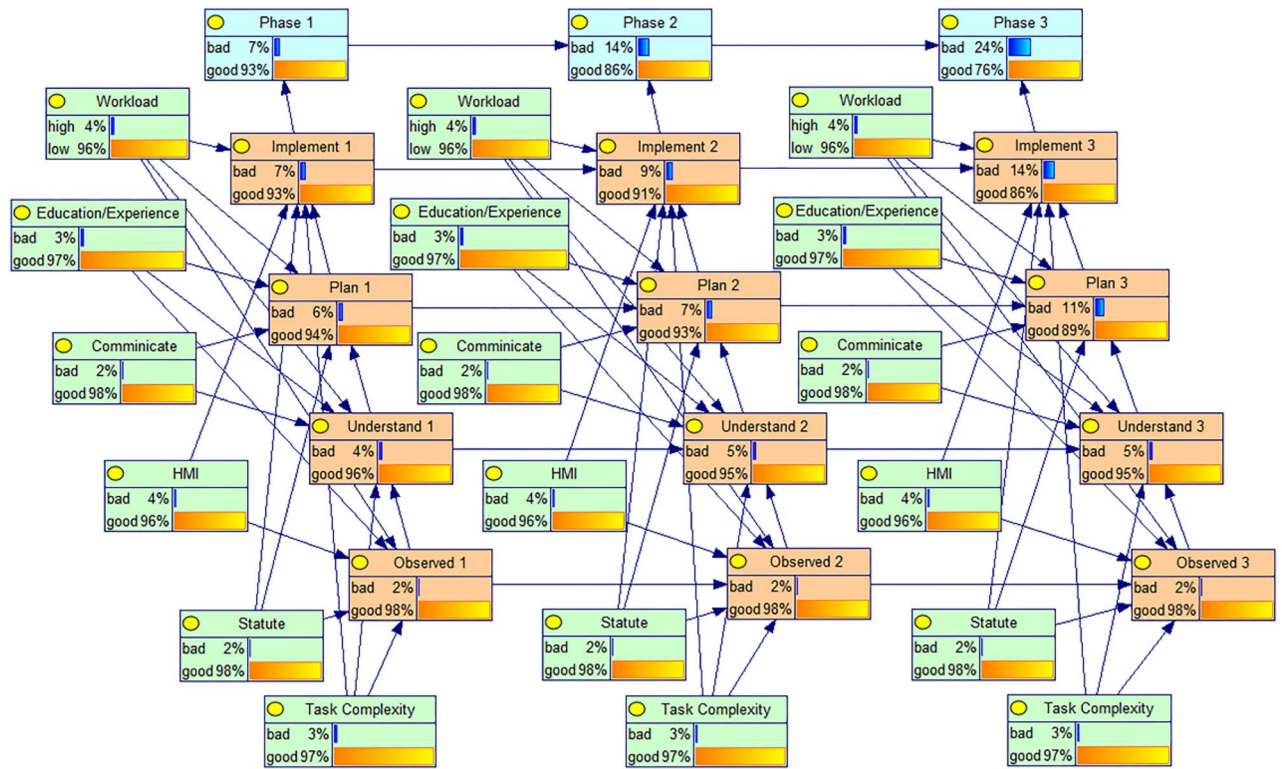 Phase 1
bad 7%
good 93%
Phase 2
bad 14%
good 86%
Phase 3
bad 24%
good 76%
Workload
high 4%
low 96%
Workload
high 4%
low 96%
Workload
high 4%
low 96%
Implement 1
bad 7%
good 93%
Implement 2
bad 9%
good 91%
Implement 3
bad 14%
good 86%
Education/Experience
bad 3%
good 97%
Education/Experience
bad 3%
good 97%
Education/Experience
bad 3%
good 97%
Plan 1
bad 6%
good 94%
Plan 2
bad 7%
good 93%
Plan 3
bad 11%
good 89%
Comminicate
bad 2%
good 98%
Comminicate
bad 2%
good 98%
Comminicate
bad 2%
good 98%
Understand 1
bad 4%
good 96%
Understand 2
bad 5%
good 95%
Understand 3
bad 5%
good 95%
HMI
bad 4%
good 96%
HMI
bad 4%
good 96%
HMI
bad 4%
good 96%
Observed 1
bad 2%
good 98%
Observed 2
bad 2%
good 98%
Observed 3
bad 2%
good 98%
Statute
bad 2%
good 98%
Statute
bad 2%
good 98%
Statute
bad 2%
good 98%
Task Complexity
bad 3%
good 97%
Task Complexity
bad 3%
good 97%
Task Complexity
bad 3%
good 97%